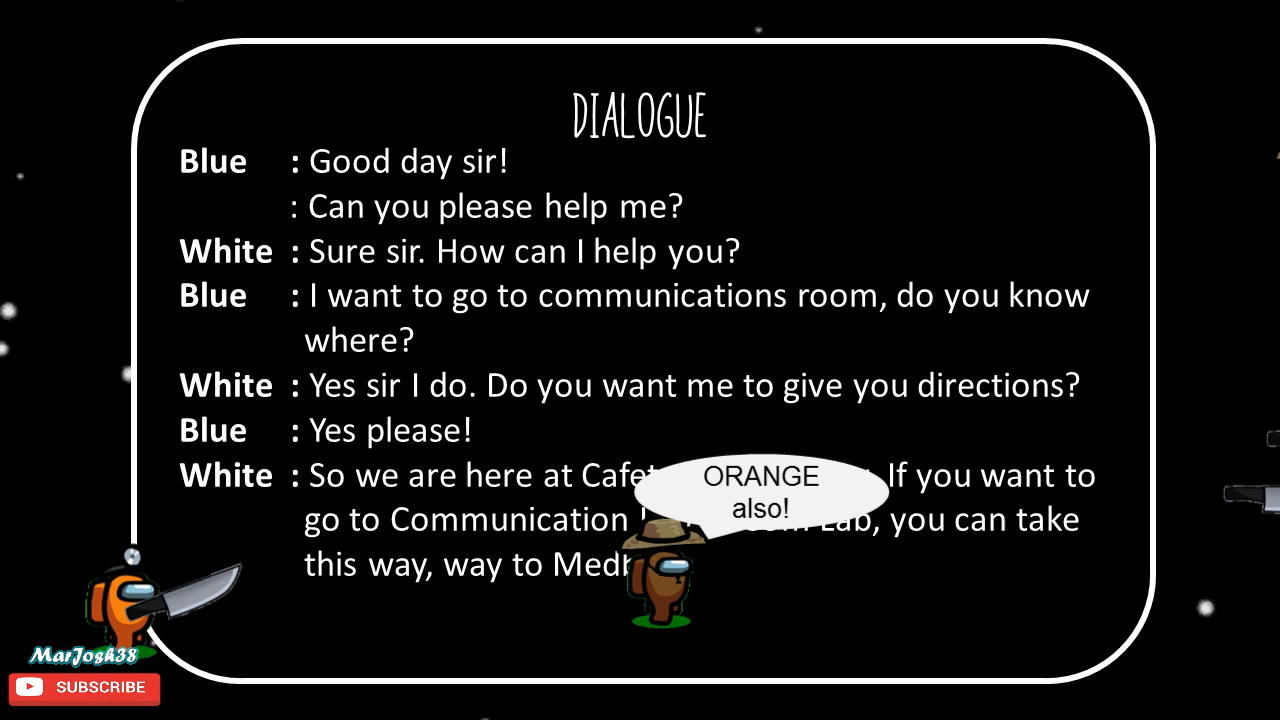 DIALOGUE
Blue : Good day sir!
: Can you please help me?
White : Sure sir. How can I help you?
Blue : I want to go to communications room, do you know
where?
White : Yes sir I do. Do you want me to give you directions?
Blue : Yes please!
White : So we are here at If you want to
go to Communication Lab, you can take
this way, way to
ORANGE
also!
MarJosh38
SUBSCRIBE